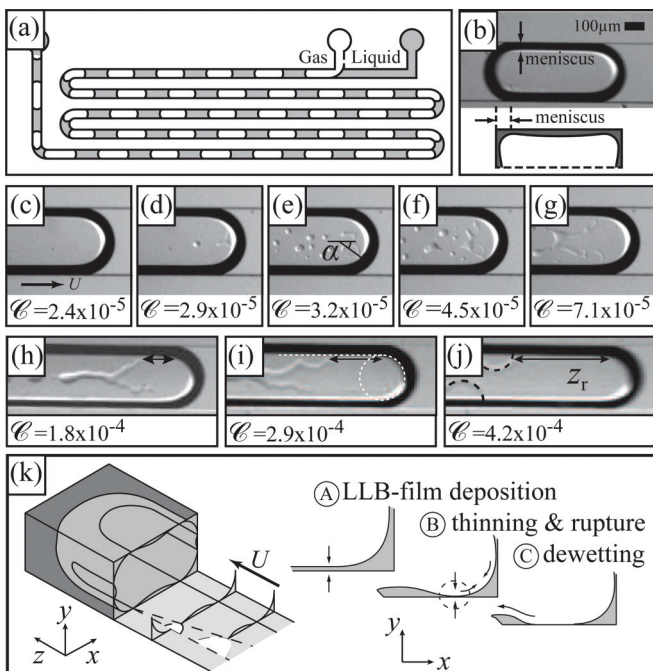 (a)
Gas Liquid
(b)
100µm
meniscus
meniscus
(c)
U
𝒞=2.4x10⁻⁵
(d)
𝒞=2.9x10⁻⁵
(e)
α
𝒞=3.2x10⁻⁵
(f)
𝒞=4.5x10⁻⁵
(g)
𝒞=7.1x10⁻⁵
(h)
𝒞=1.8x10⁻⁴
(i)
𝒞=2.9x10⁻⁴
(j)
zᵣ
𝒞=4.2x10⁻⁴
(k)
U
y
z x
Ⓐ LLB-film deposition
Ⓑ thinning & rupture
Ⓒ dewetting
y
x